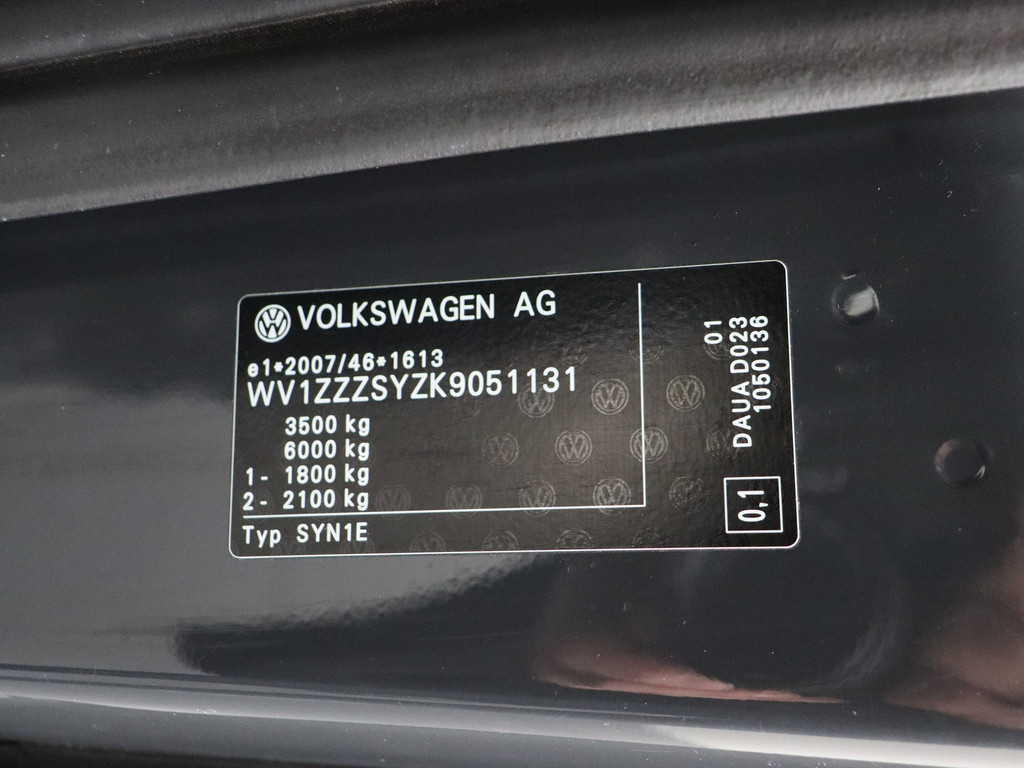 VOLKSWAGEN AG
e1*2007/46*1613
WV1ZZZSYZK9051131
3500 kg
6000 kg
1- 1800 kg
2- 2100 kg
Typ SYN1E
01
DAUA D023
1050136
0,1